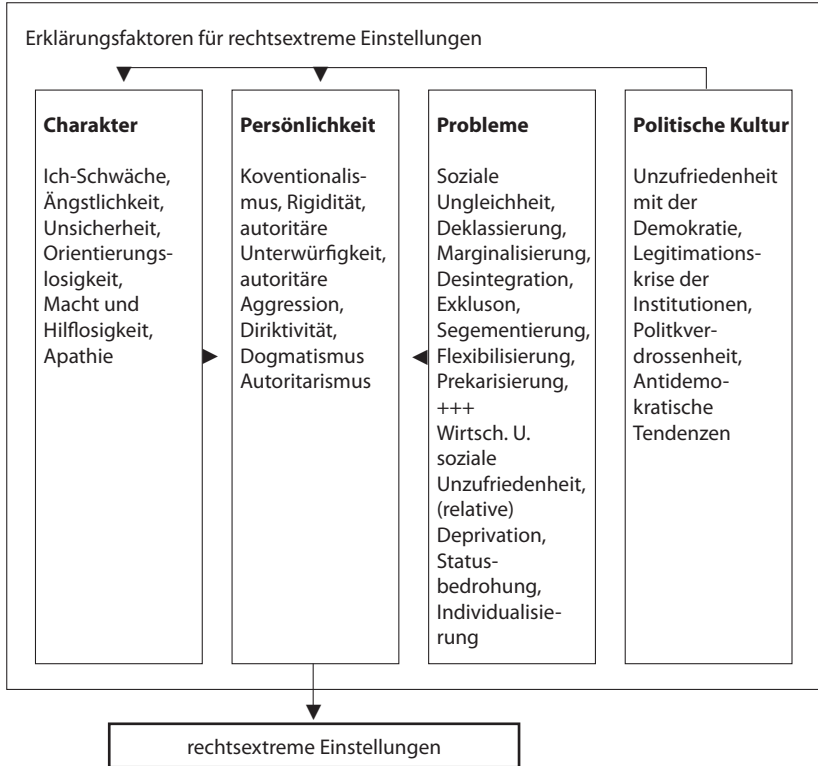 Erklärungsfaktoren für rechtsextreme Einstellungen
Charakter
Ich-Schwäche,
Ängstlichkeit,
Unsicherheit,
Orientierungs-
losigkeit,
Macht und
Hilflosigkeit,
Apathie
Persönlichkeit
Koventionalis-
mus, Rigidität,
autoritäre
Unterwürfigkeit,
autoritäre
Aggression,
Diriktivität,
Dogmatismus
Autoritarismus
Probleme
Soziale
Ungleichheit,
Deklassierung,
Marginalisierung,
Desintegration,
Exkluson,
Segementierung,
Flexibilisierung,
Prekarisierung,
+++
Wirtsch. U.
soziale
Unzufriedenheit,
(relative)
Deprivation,
Status-
bedrohung,
Individualisie-
rung
Politische Kultur
Unzufriedenheit
mit der
Demokratie,
Legitimations-
krise der
Institutionen,
Politkver-
drossenheit,
Antidemo-
kratische
Tendenzen
rechtsextreme Einstellungen